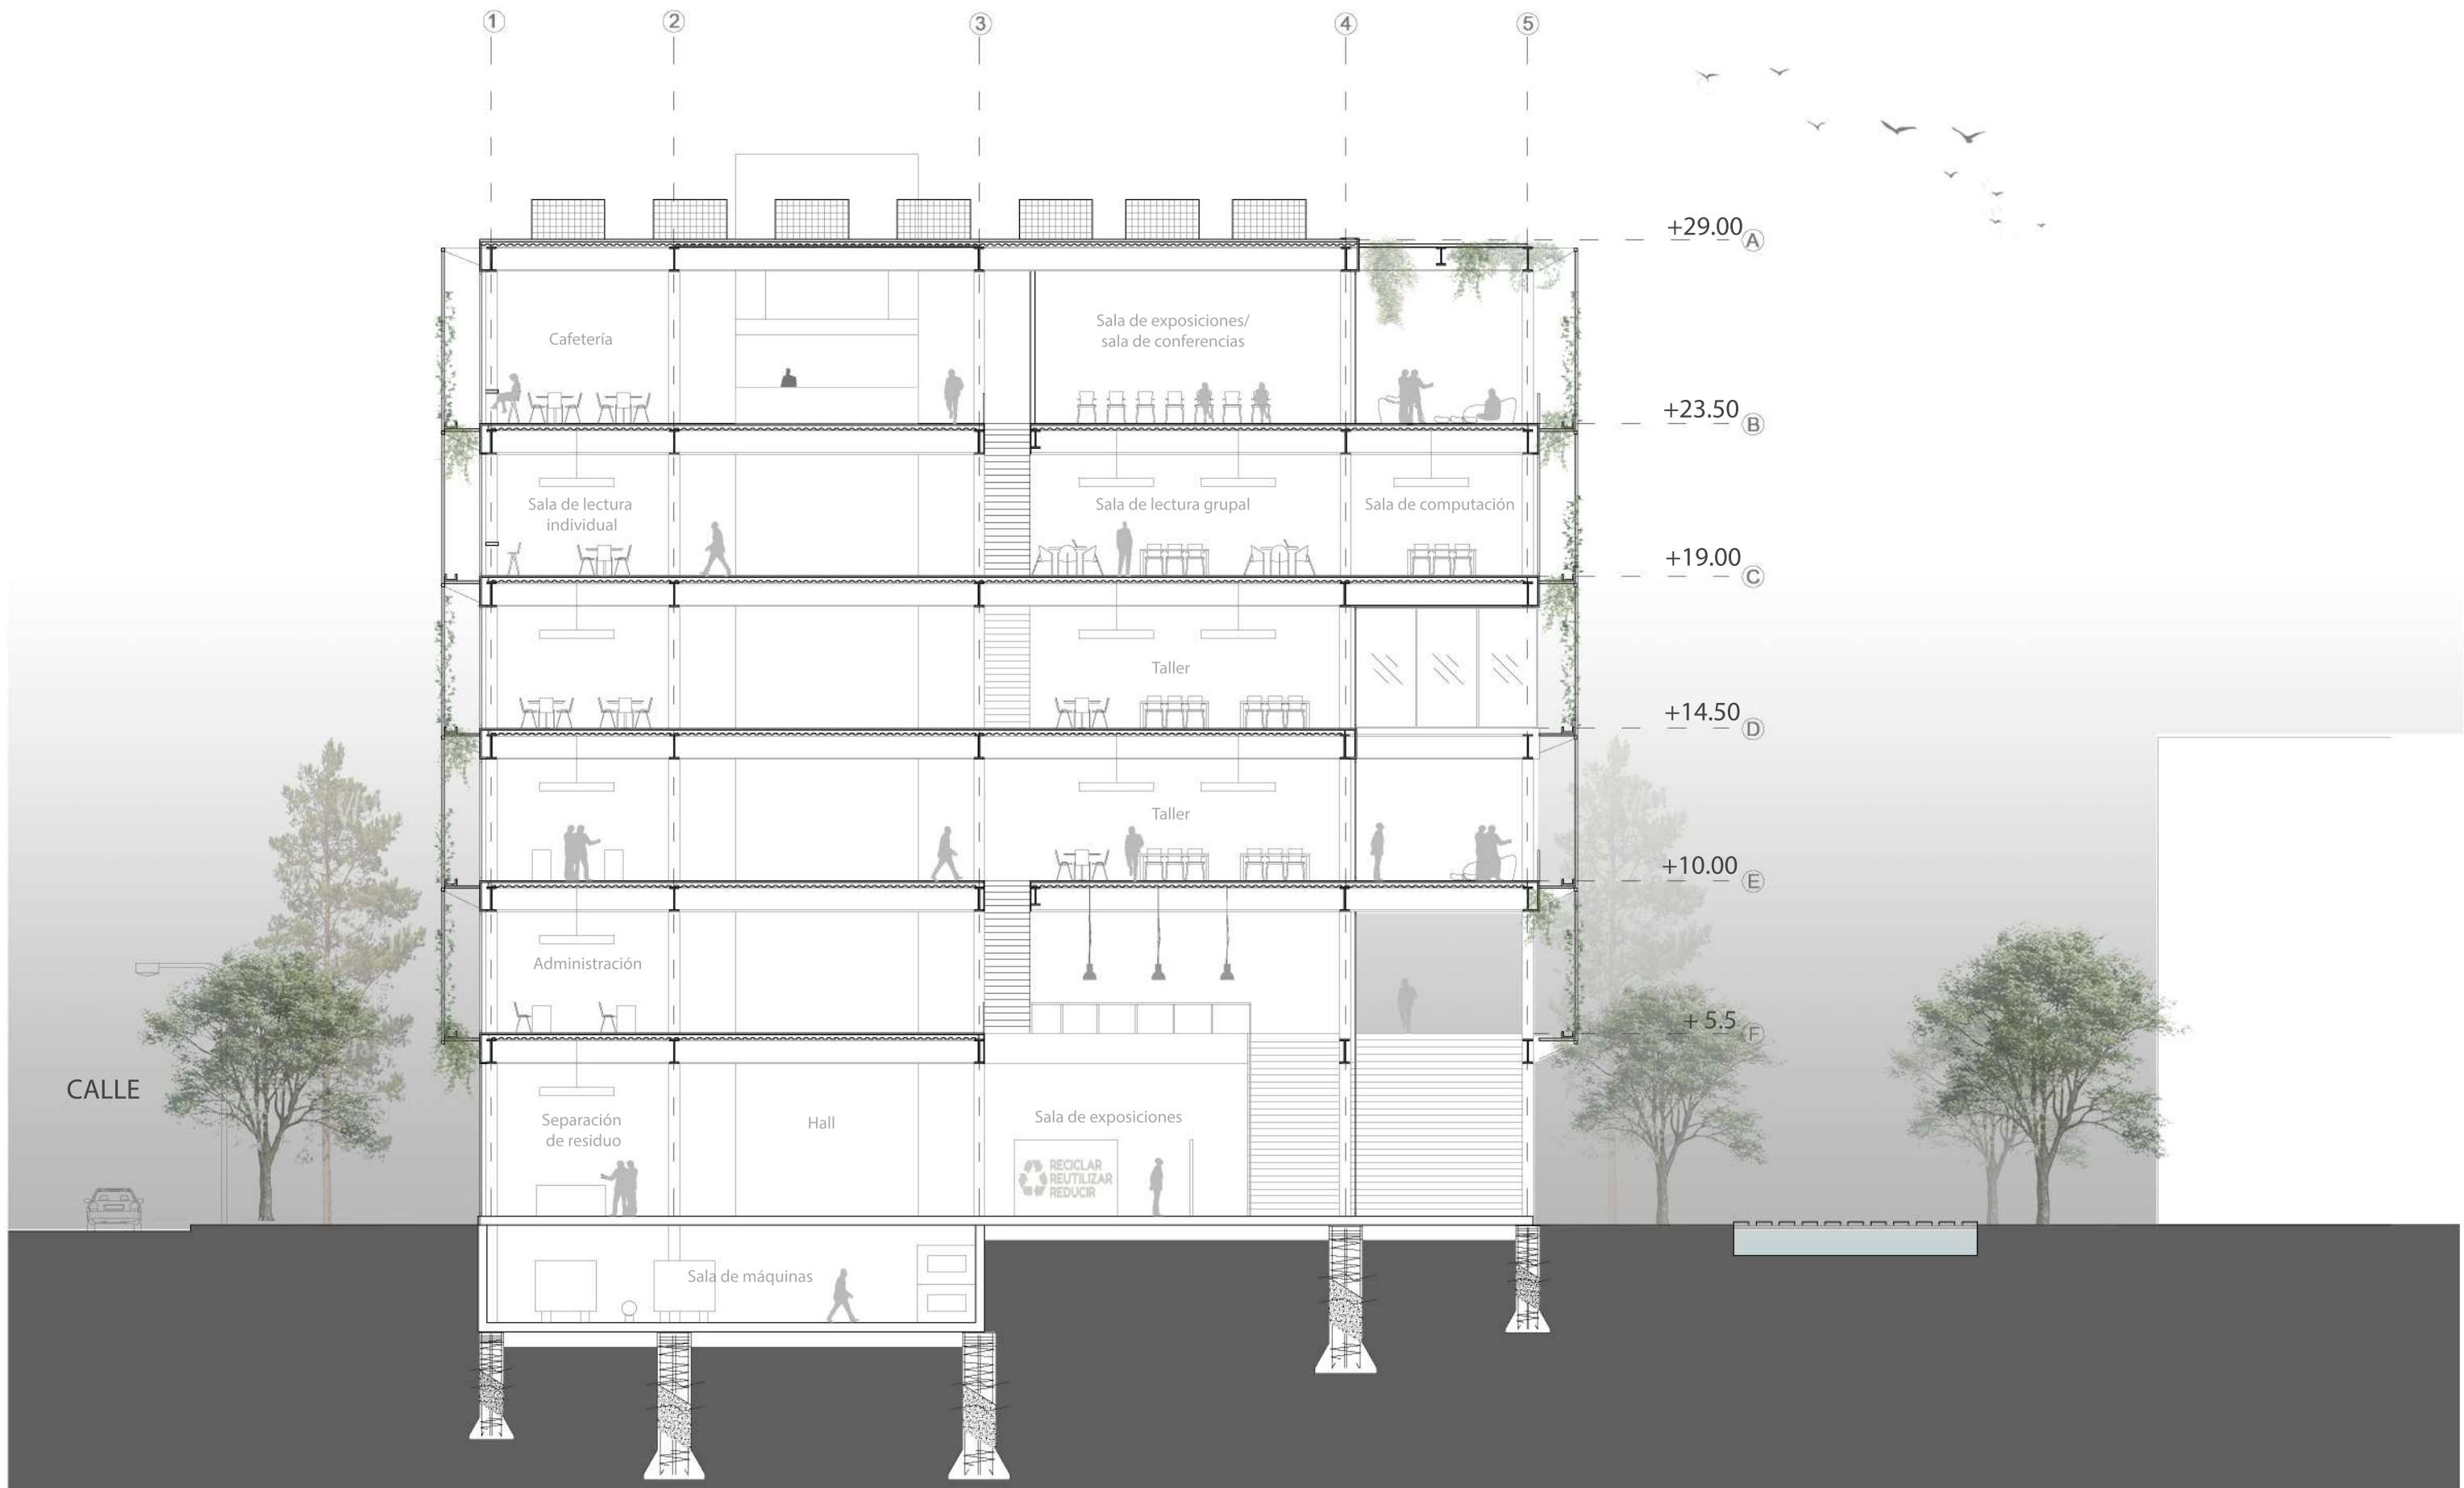 1 2 3 4 5
+29.00 A
Cafetería
Sala de exposiciones/
sala de conferencias
+23.50 B
Sala de lectura
individual
Sala de lectura grupal
Sala de computación
+19.00 C
Taller
+14.50 D
Taller
+10.00 E
Administración
+ 5.5 F
CALLE
Separación
de residuo
Hall
Sala de exposiciones
RECICLAR
REUTILIZAR
REDUCIR
Sala de máquinas